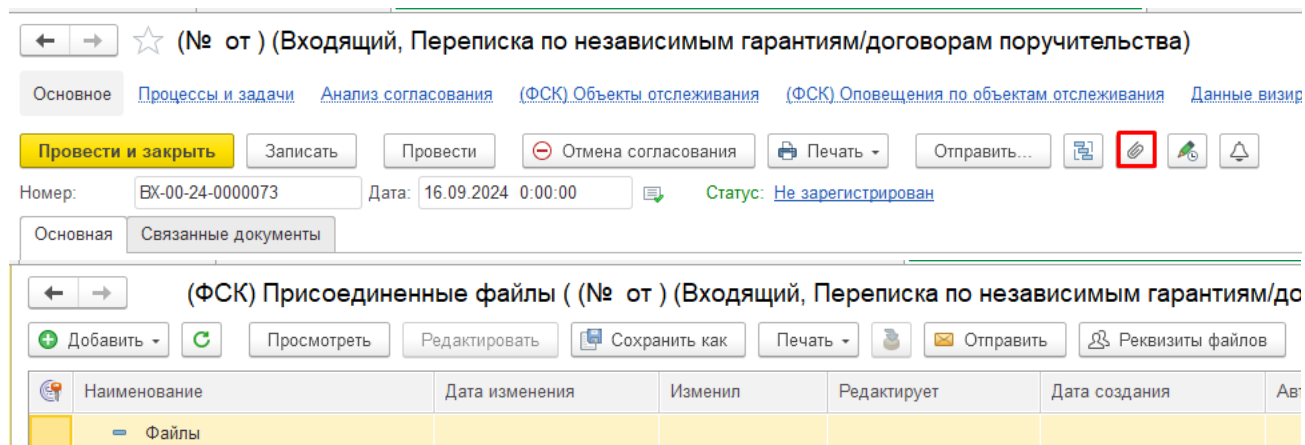 (№ от ) (Входящий, Переписка по независимым гарантиям/договорам поручительства)
Основное Процессы и задачи Анализ согласования (ФСК) Объекты отслеживания (ФСК) Оповещения по объектам отслеживания Данные визир
Провести и закрыть Записать Провести Отмена согласования Печать Отправить...
Номер: ВХ-00-24-0000073 Дата: 16.09.2024 0:00:00 Статус: Не зарегистрирован
Основная Связанные документы
(ФСК) Присоединенные файлы ( (№ от ) (Входящий, Переписка по независимым гарантиям/до
Добавить Просмотреть Редактировать Сохранить как Печать Отправить Реквизиты файлов
Наименование Дата изменения Изменил Редактирует Дата создания Авт
Файлы